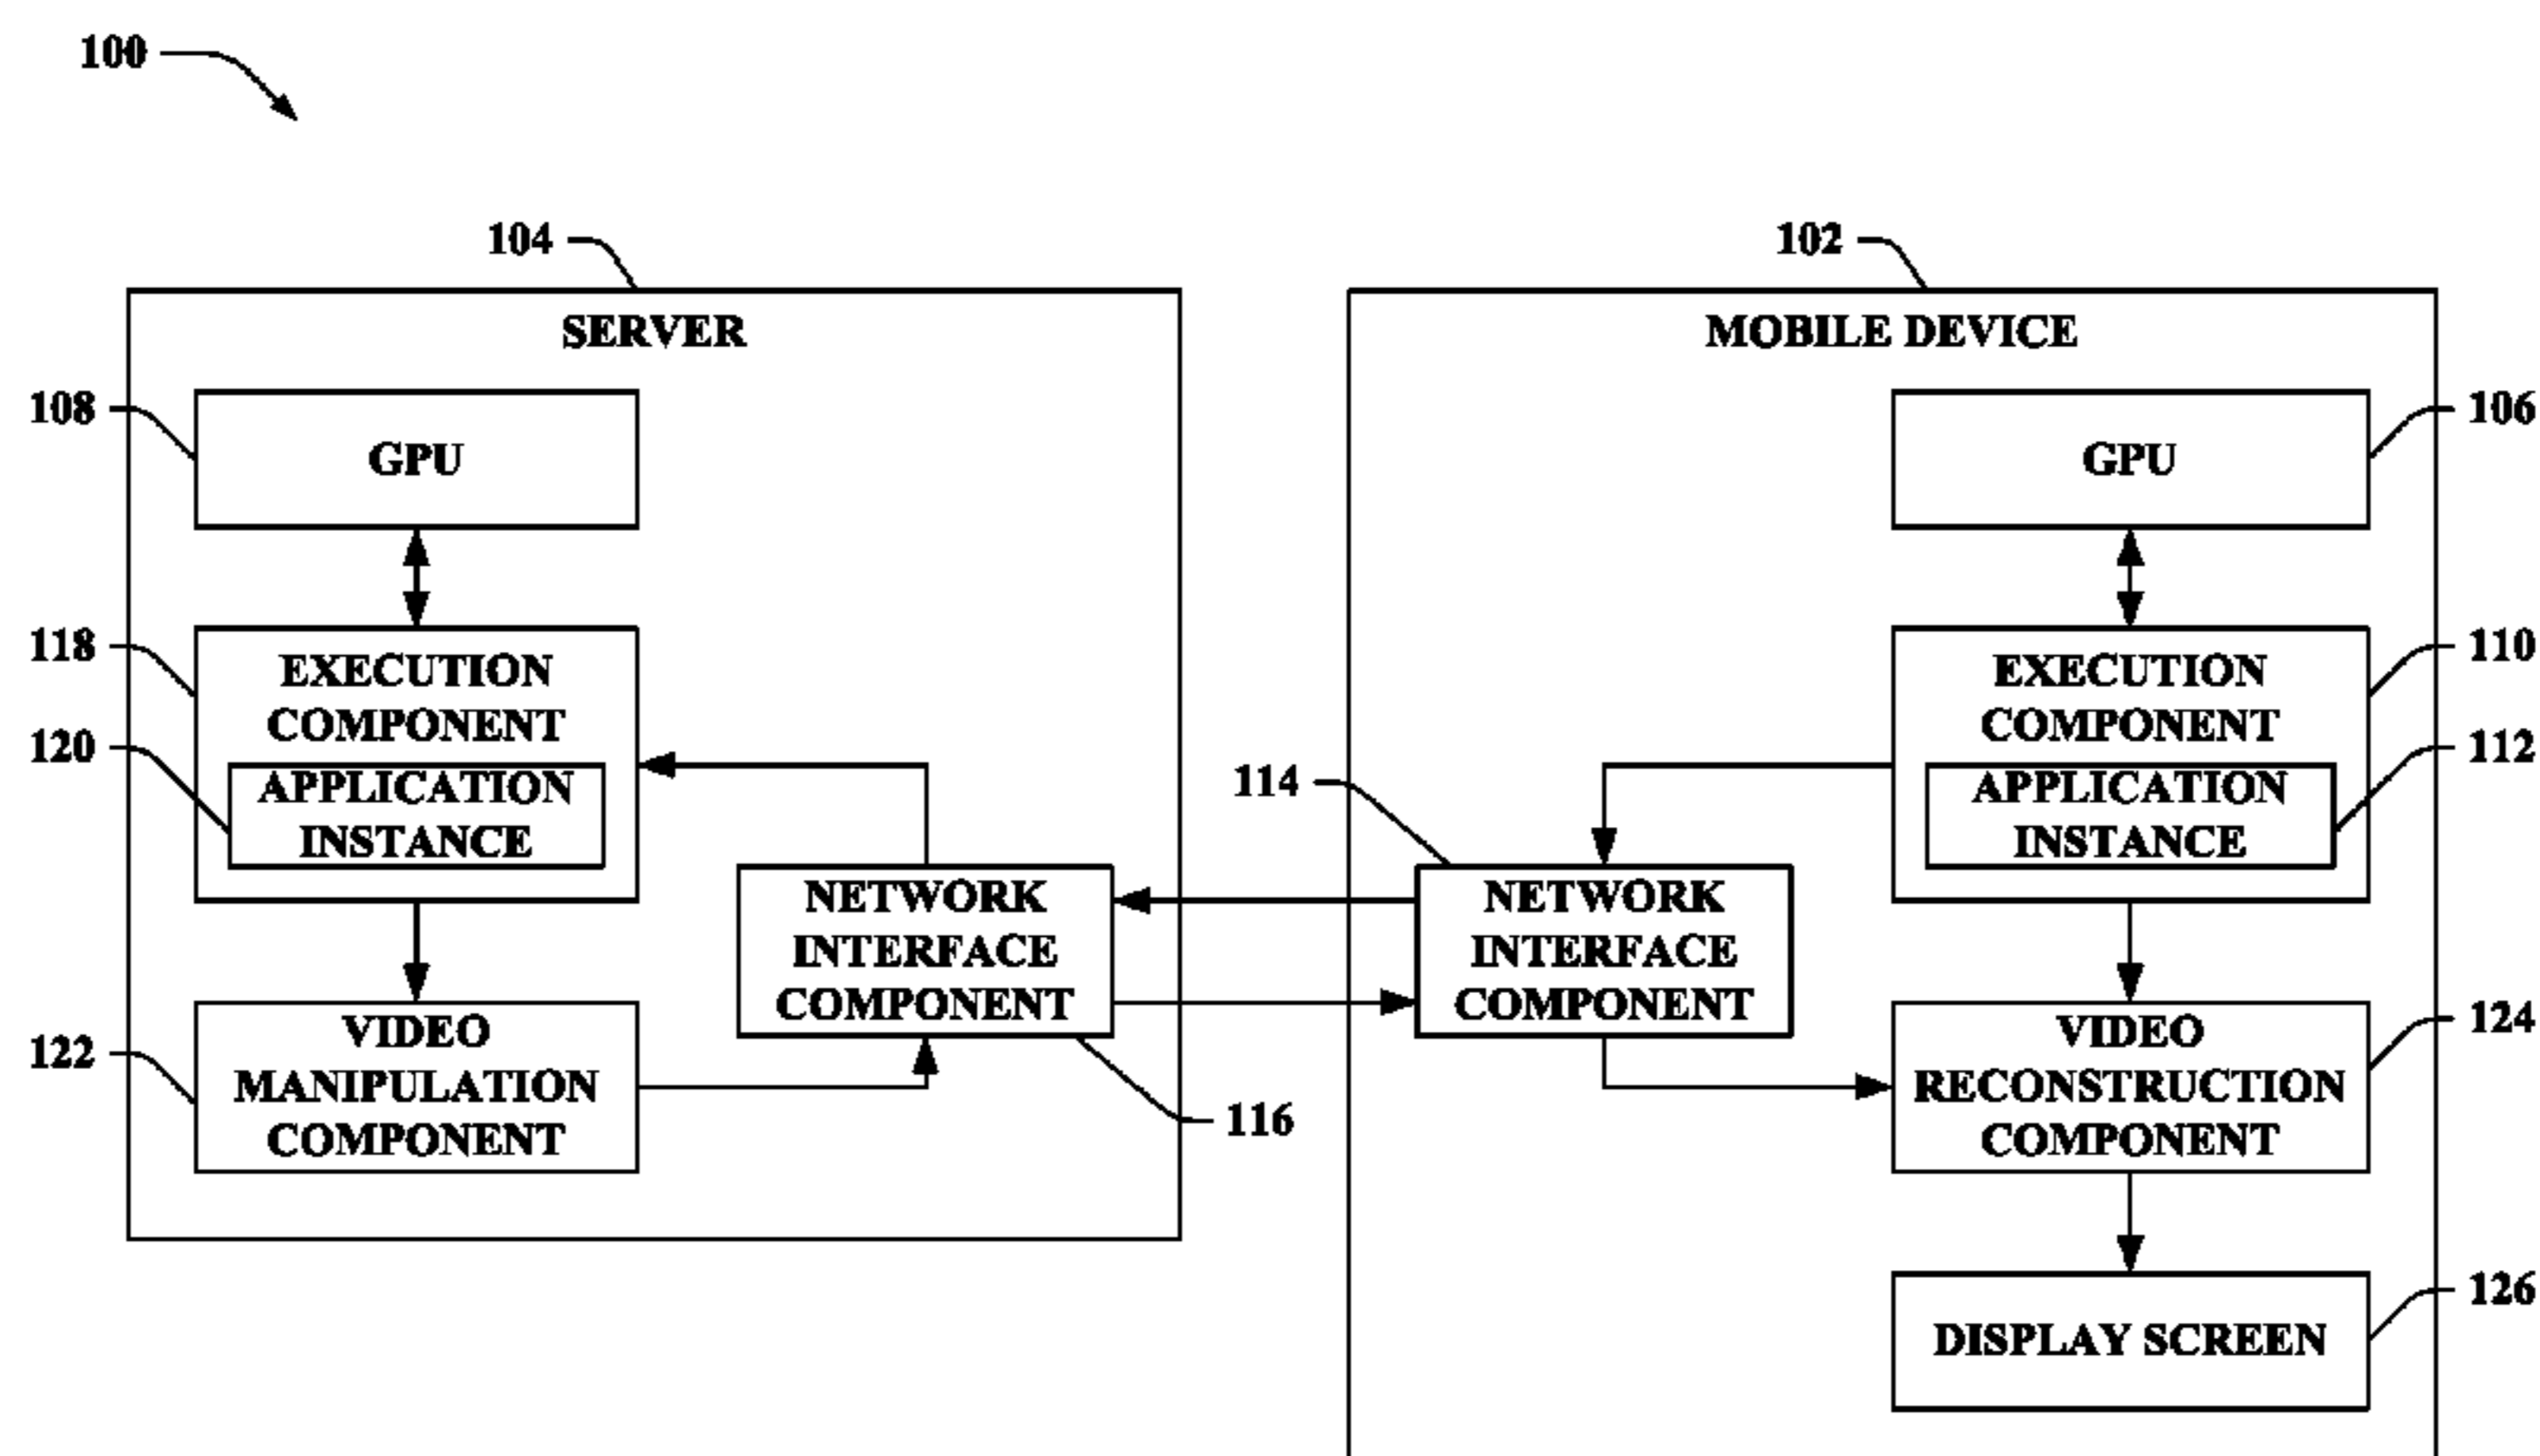 100
104
SERVER
108
GPU
118
EXECUTION
COMPONENT
120
APPLICATION
INSTANCE
NETWORK
INTERFACE
COMPONENT
116
122
VIDEO
MANIPULATION
COMPONENT
102
MOBILE DEVICE
GPU
106
EXECUTION
COMPONENT
110
APPLICATION
INSTANCE
112
114
NETWORK
INTERFACE
COMPONENT
VIDEO
RECONSTRUCTION
COMPONENT
124
DISPLAY SCREEN
126